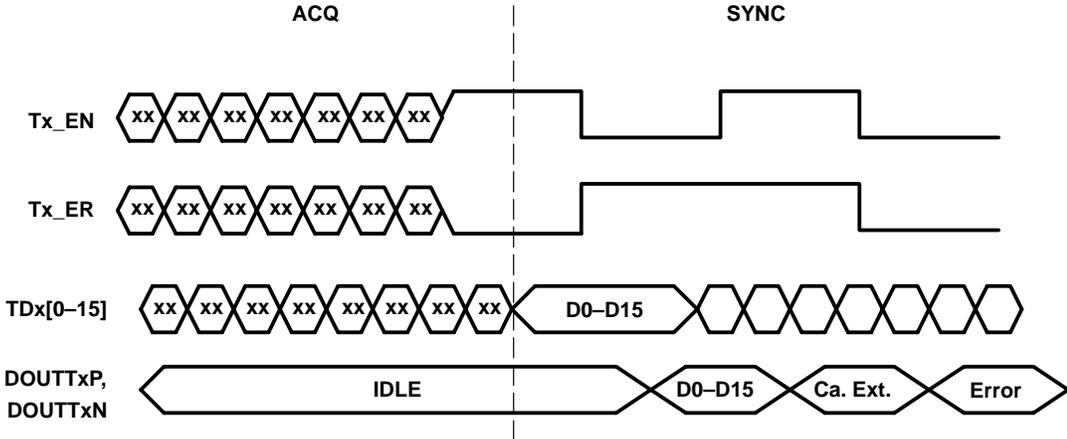 ACQ SYNC
Tx_EN xx xx xx xx xx xx xx
Tx_ER xx xx xx xx xx xx xx
TDx[0–15] xx xx xx xx xx xx xx xx D0–D15
DOUTTxP,
DOUTTxN IDLE D0–D15 Ca. Ext. Error